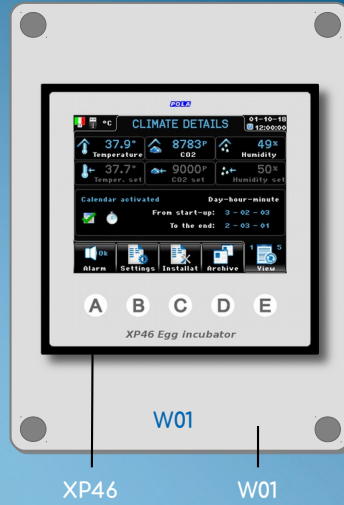 POLA
°C CLIMATE DETAILS 01-10-18
12:00:00
37.9° 8783P 49%
Temperature CO2 Humidity
37.7° 9000P 50%
Temper. set CO2 set Humidity set
Calendar activated Day-hour-minute
From start-up: 3 - 02 - 03
To the end: 2 - 03 - 01
Ok 1 5
Alarm Settings Installat Archive View
A B C D E
XP46 Egg incubator
W01
XP46 W01